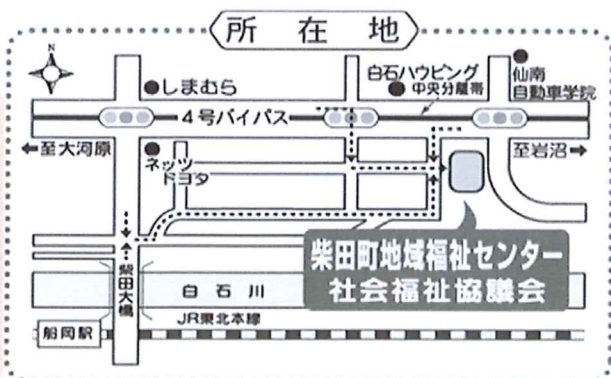 所在地
N
しまむら
白石ハウビング
中央分離帯
仙南
自動車学院
4号バイパス
←至大河原
ネッツ
トヨタ
至岩沼→
柴田町地域福祉センター
社会福祉協議会
柴田大橋
白石川
JR東北本線
船岡駅